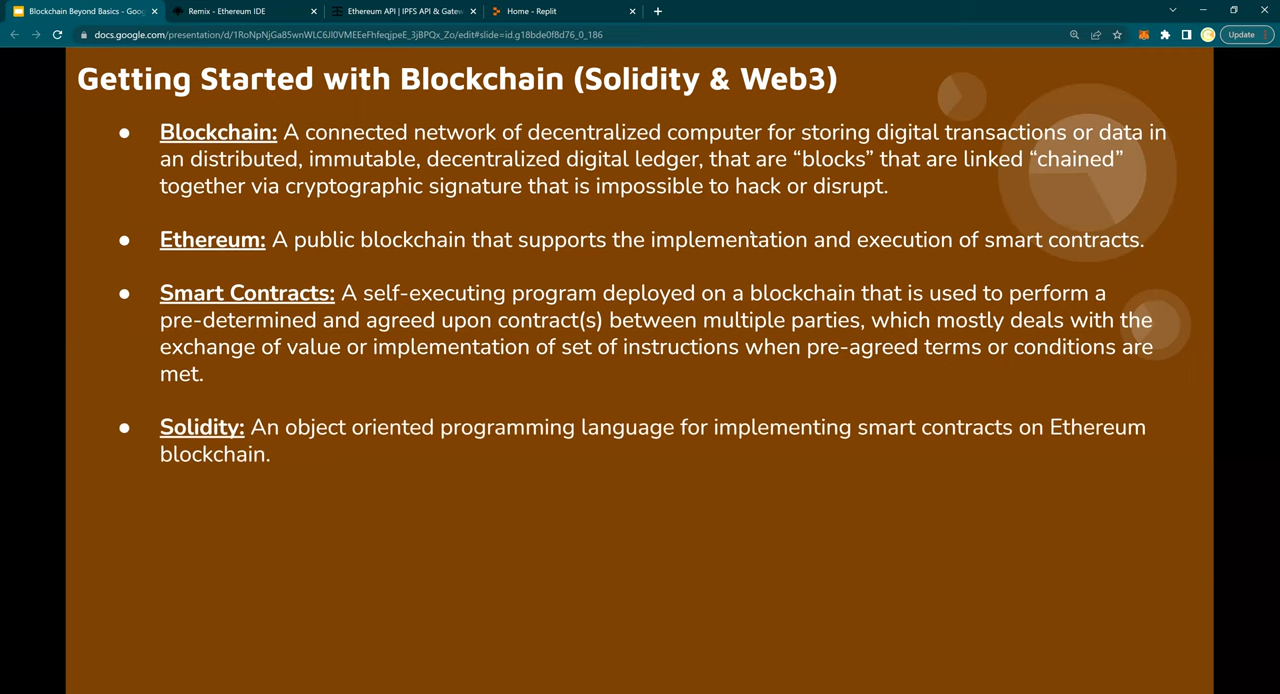 Blockchain Beyond Basics - Goo
Remix - Ethereum IDE
Ethereum API | IPFS API & Gatew
Home - Replit
docs.google.com/presentation/d/1RoNpNjGa85wnWLC6JI0VMEEeFhfeqjpeE_3jBPQx_Zo/edit#slide=id.g18bde0f8d76_0_186
Update
Getting Started with Blockchain (Solidity & Web3)
● Blockchain: A connected network of decentralized computer for storing digital transactions or data in
an distributed, immutable, decentralized digital ledger, that are “blocks” that are linked “chained”
together via cryptographic signature that is impossible to hack or disrupt.
● Ethereum: A public blockchain that supports the implementation and execution of smart contracts.
● Smart Contracts: A self-executing program deployed on a blockchain that is used to perform a
pre-determined and agreed upon contract(s) between multiple parties, which mostly deals with the
exchange of value or implementation of set of instructions when pre-agreed terms or conditions are
met.
● Solidity: An object oriented programming language for implementing smart contracts on Ethereum
blockchain.